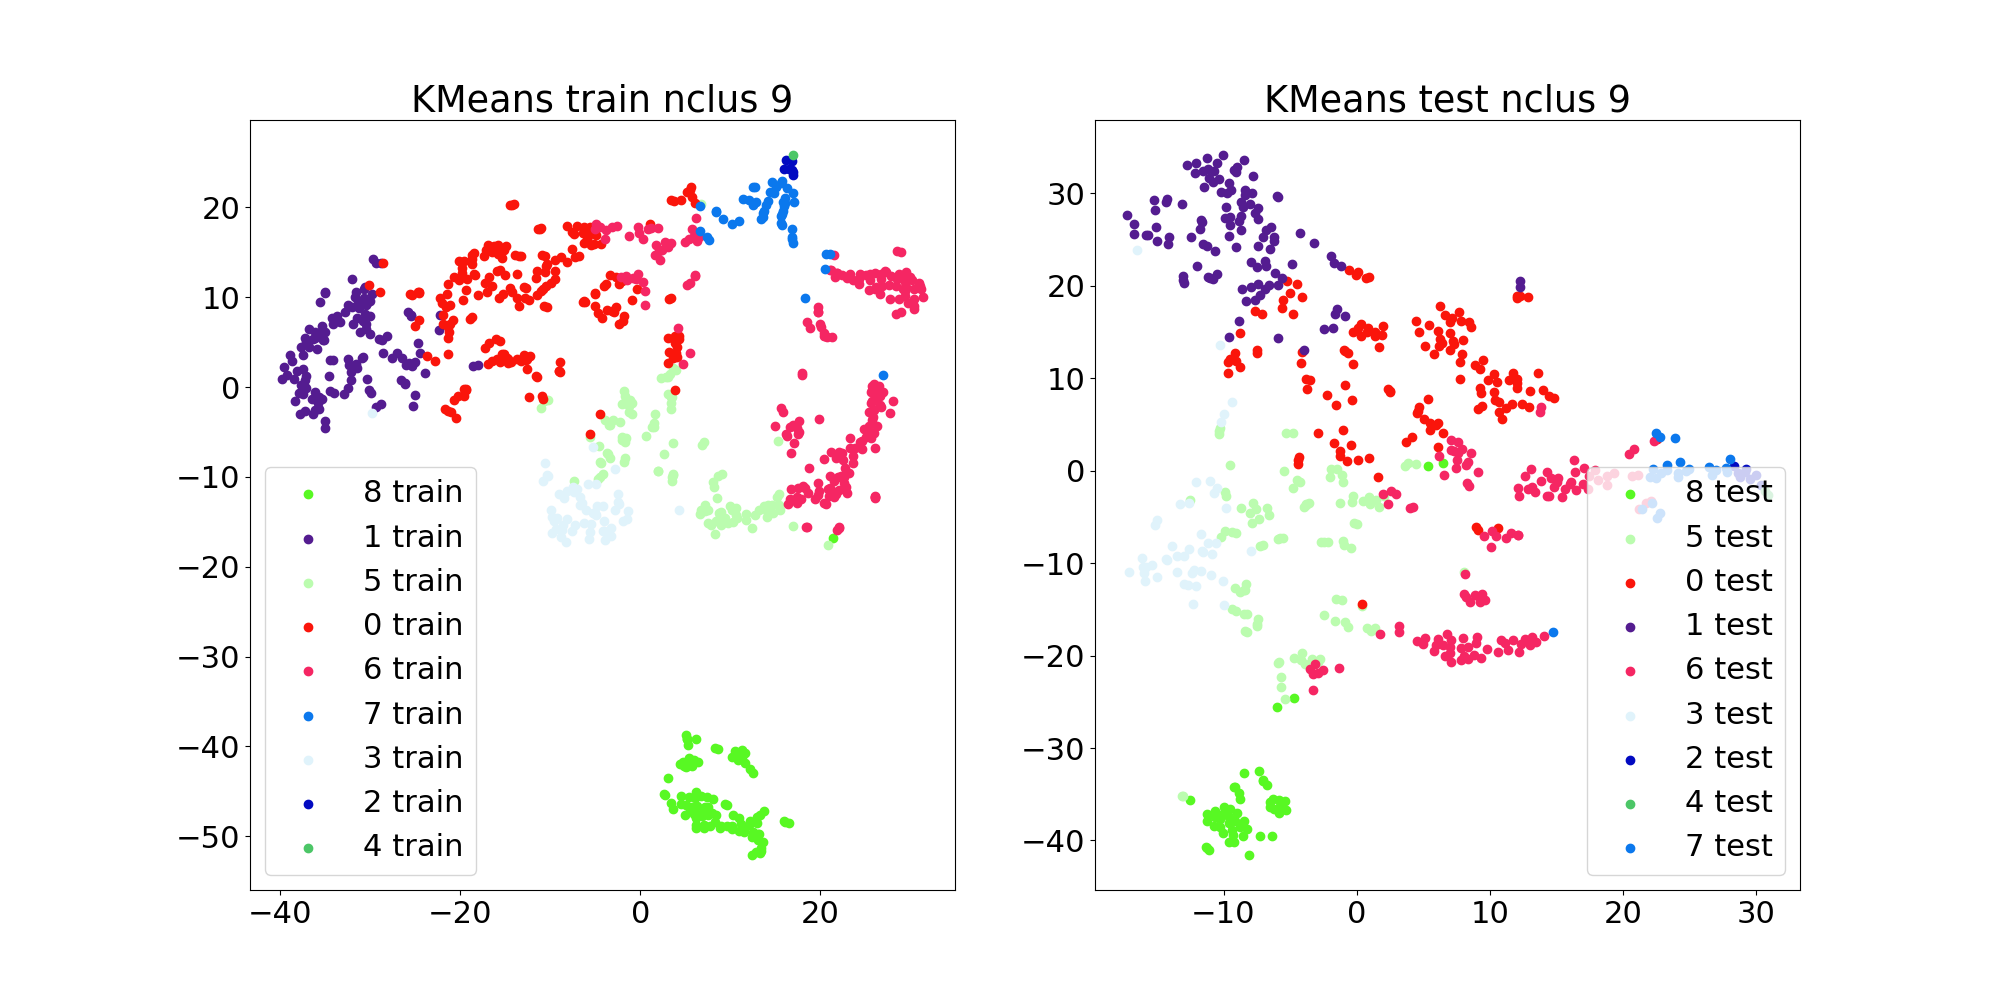 KMeans train nclus 9
20
10
0
−10
−20
−30
−40
−50
−40
−20
0
20
8 train
1 train
5 train
0 train
6 train
7 train
3 train
2 train
4 train
KMeans test nclus 9
30
20
10
0
−10
−20
−30
−40
−10
0
10
20
30
8 test
5 test
0 test
1 test
6 test
3 test
2 test
4 test
7 test